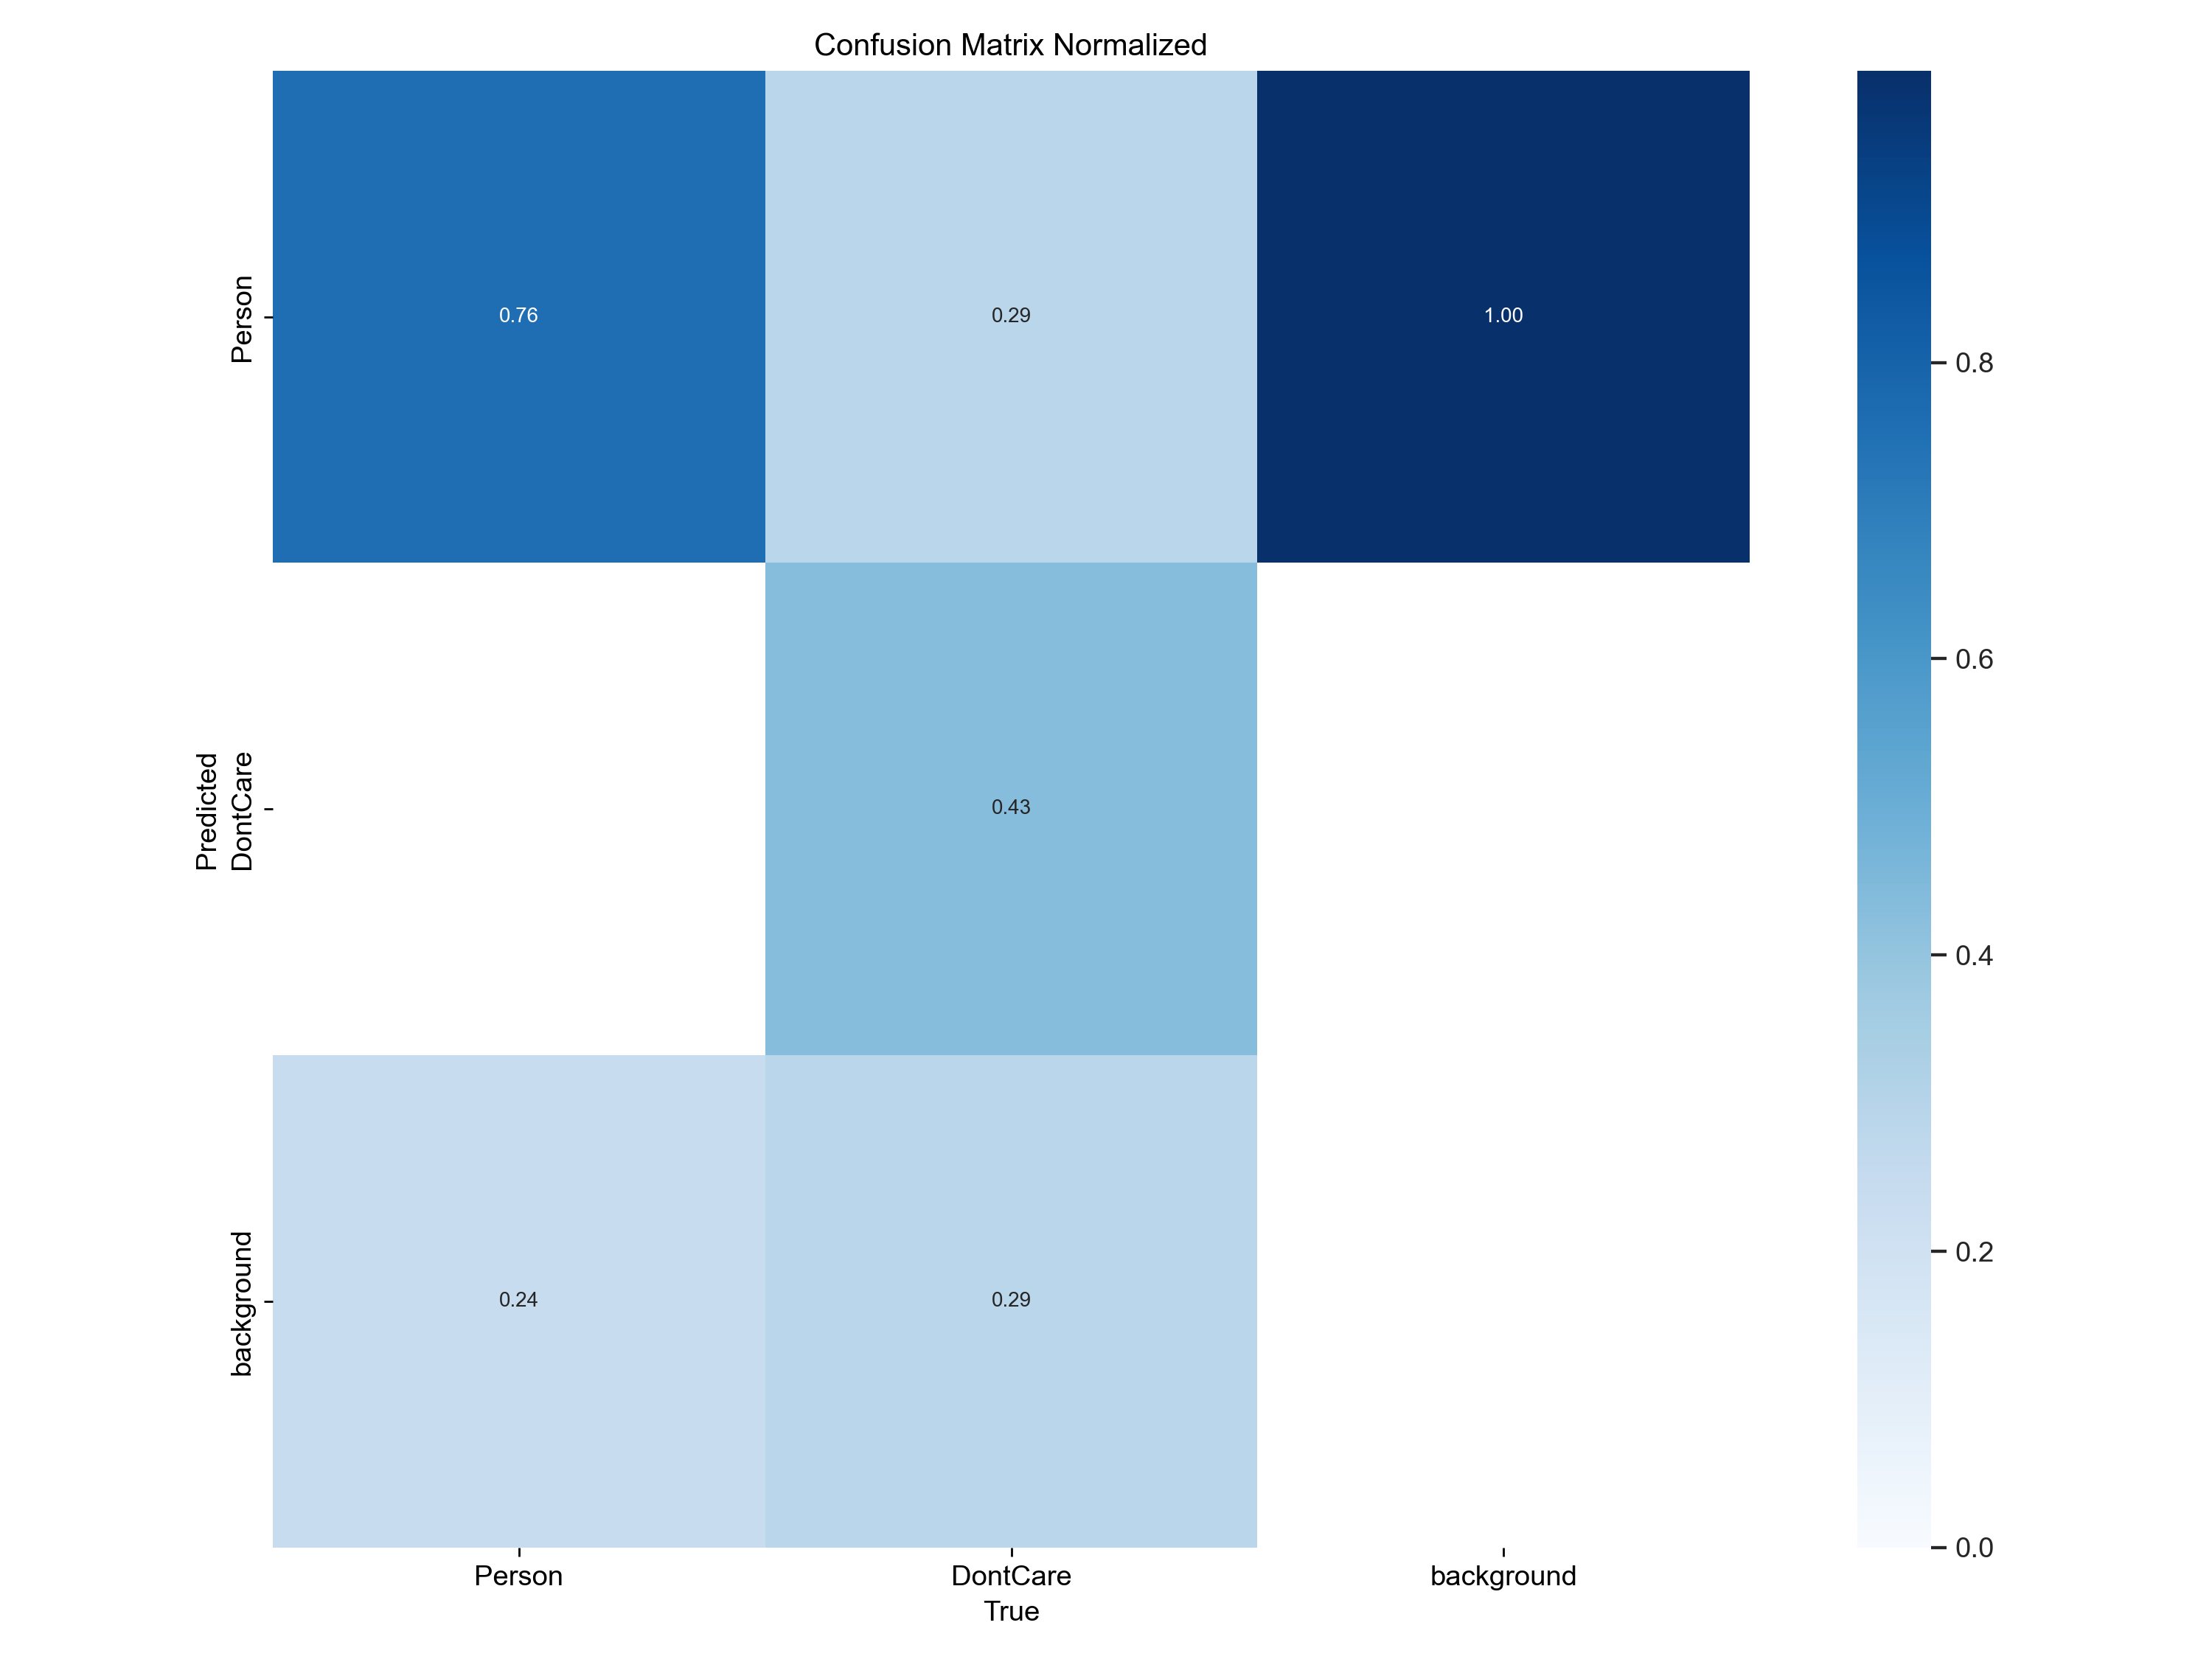 Confusion Matrix Normalized
Person
0.76
0.29
1.00
0.8
0.6
Predicted
DontCare
0.43
0.4
background
0.24
0.29
0.2
0.0
Person
DontCare
background
True